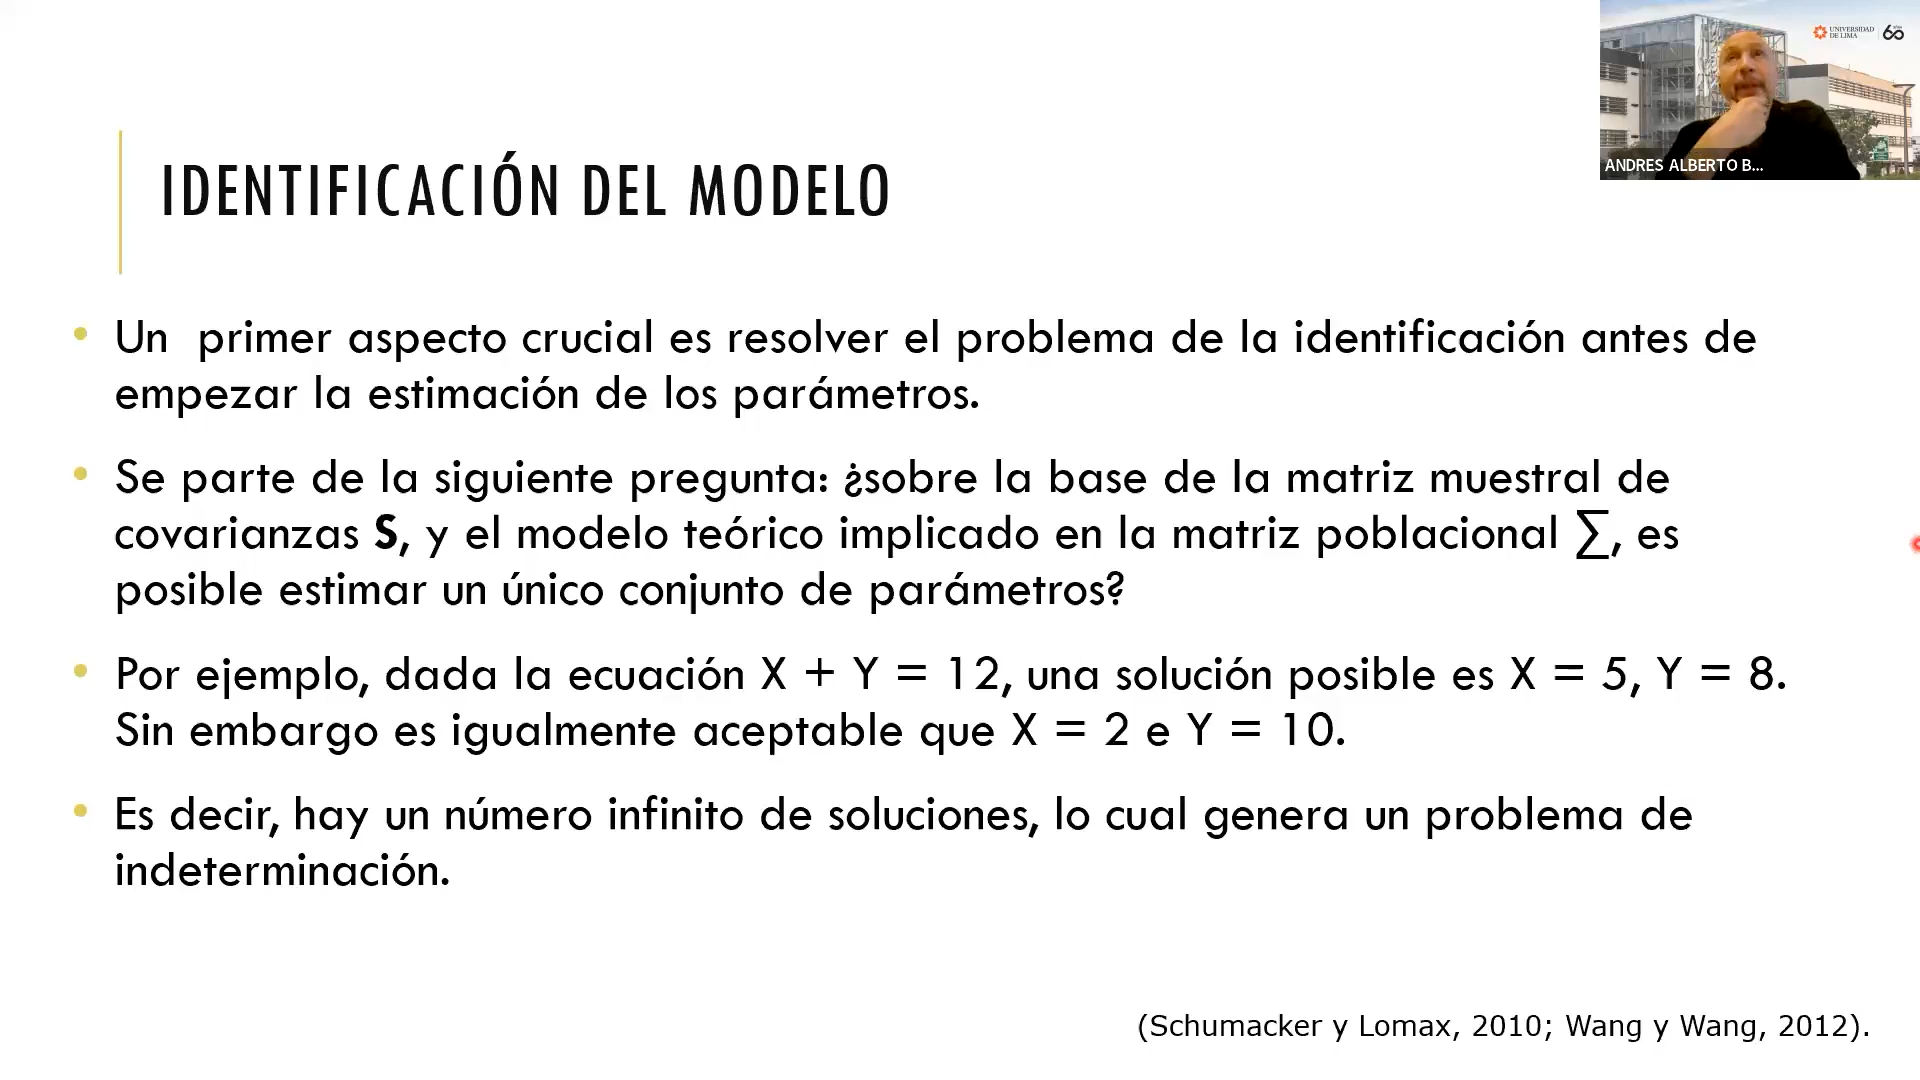 UNIVERSIDAD
DE LIMA
60
ANDRES ALBERTO B...
IDENTIFICACIÓN DEL MODELO
• Un primer aspecto crucial es resolver el problema de la identificación antes de
empezar la estimación de los parámetros.
• Se parte de la siguiente pregunta: ¿sobre la base de la matriz muestral de
covarianzas S, y el modelo teórico implicado en la matriz poblacional ∑, es
posible estimar un único conjunto de parámetros?
• Por ejemplo, dada la ecuación X + Y = 12, una solución posible es X = 5, Y = 8.
Sin embargo es igualmente aceptable que X = 2 e Y = 10.
• Es decir, hay un número infinito de soluciones, lo cual genera un problema de
indeterminación.
(Schumacker y Lomax, 2010; Wang y Wang, 2012).